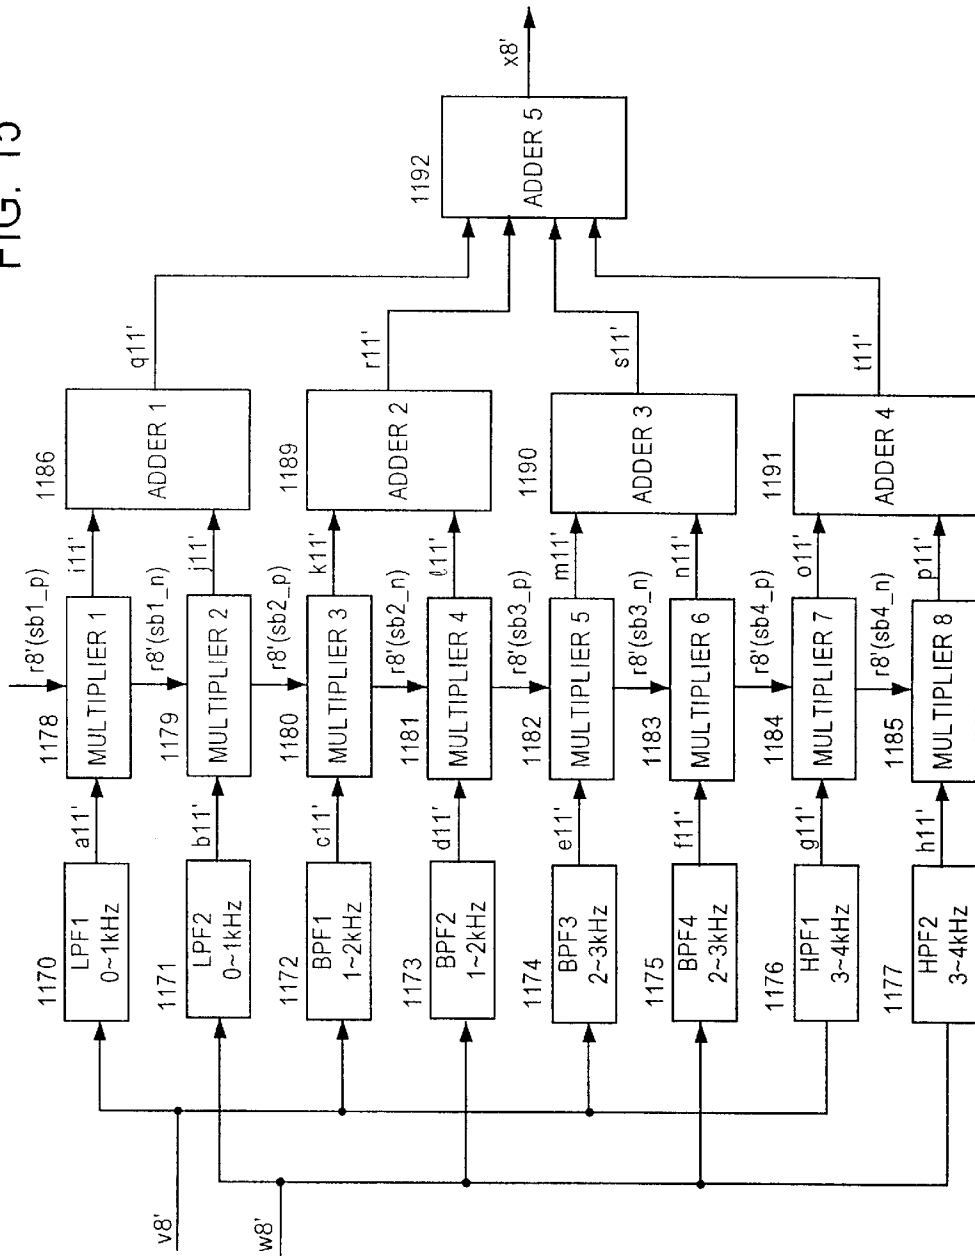 FIG. 15
v8'
w8'
1170
LPF1
0~1kHz
a11'
1178
MULTIPLIER 1
r8'(sb1_p)
i11'
1186
ADDER 1
q11'
1171
LPF2
0~1kHz
b11'
1179
MULTIPLIER 2
r8'(sb1_n)
j11'
1172
BPF1
1~2kHz
c11'
1180
MULTIPLIER 3
r8'(sb2_p)
k11'
1189
ADDER 2
r11'
1173
BPF2
1~2kHz
d11'
1181
MULTIPLIER 4
r8'(sb2_n)
ℓ11'
1174
BPF3
2~3kHz
e11'
1182
MULTIPLIER 5
r8'(sb3_p)
m11'
1190
ADDER 3
s11'
1175
BPF4
2~3kHz
f11'
1183
MULTIPLIER 6
r8'(sb3_n)
n11'
1176
HPF1
3~4kHz
g11'
1184
MULTIPLIER 7
r8'(sb4_p)
o11'
1191
ADDER 4
t11'
1177
HPF2
3~4kHz
h11'
1185
MULTIPLIER 8
r8'(sb4_n)
p11'
1192
ADDER 5
x8'